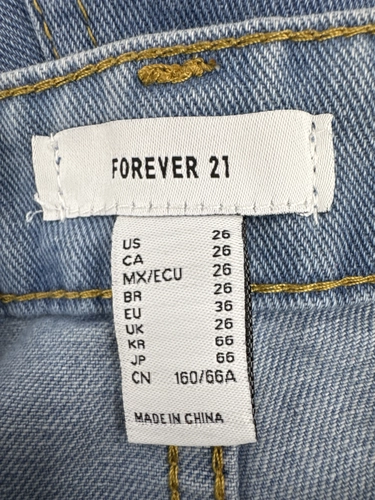 FOREVER 21
US 26
CA 26
MX/ECU 26
BR 26
EU 36
UK 26
KR 66
JP 66
CN 160/66A
MADE IN CHINA